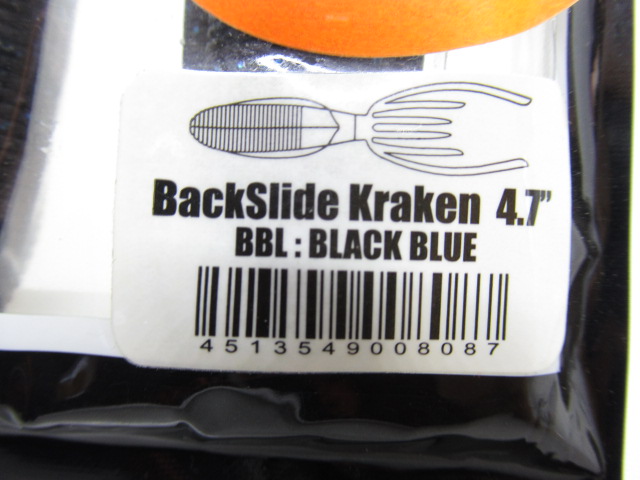 BackSlide Kraken 4.7"
BBL : BLACK BLUE
4513549008087